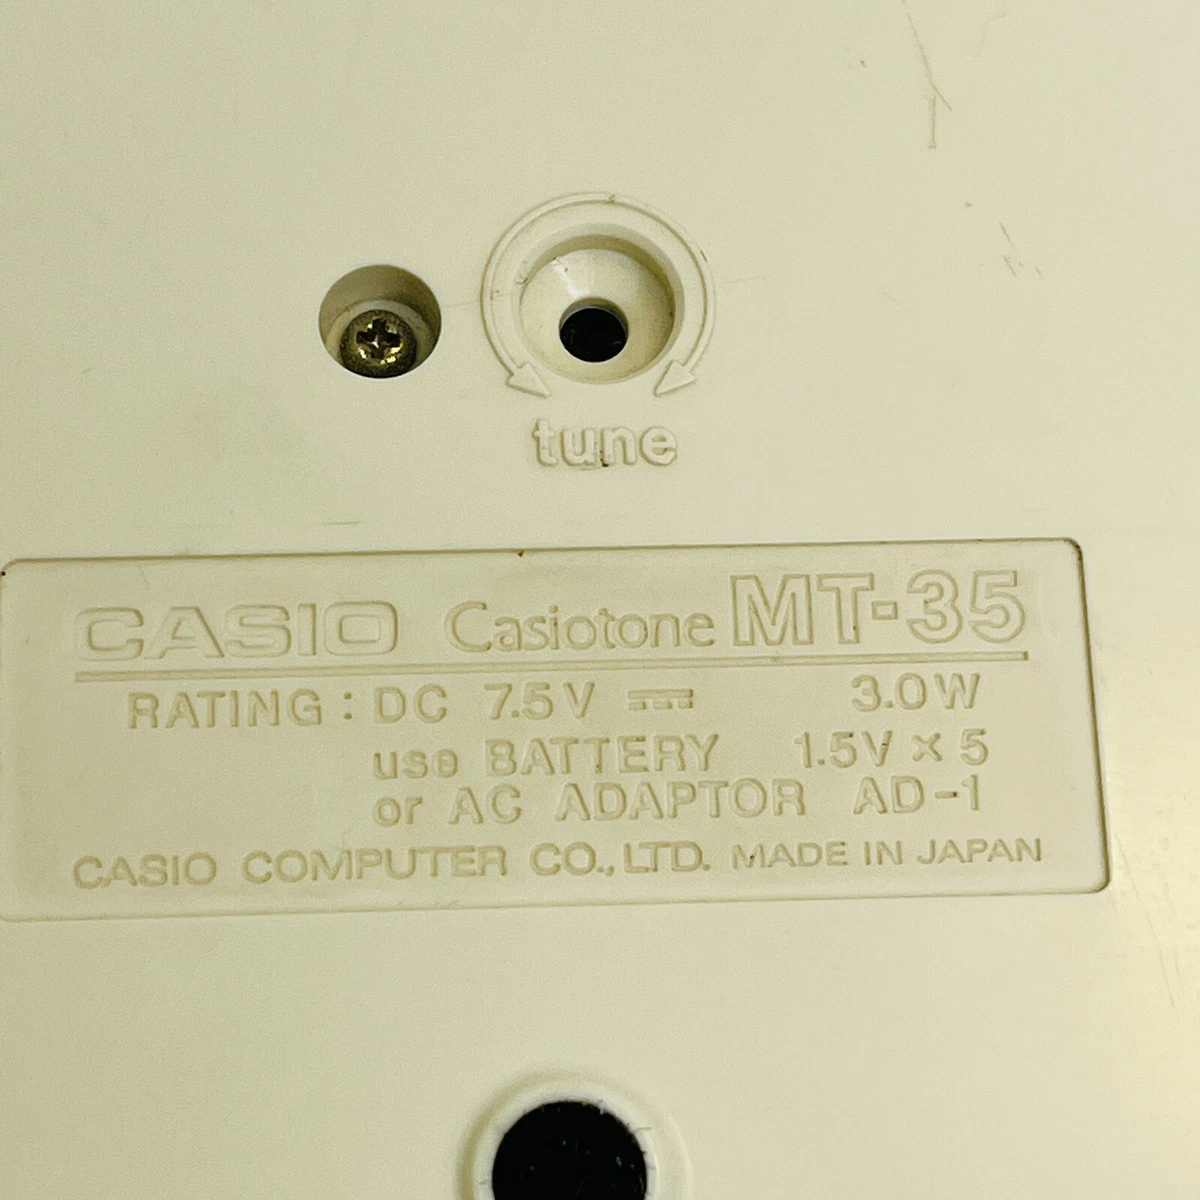 tune
CASIO Casiotone MT-35
RATING : DC 7.5V ⎓ 3.0W
use BATTERY 1.5V × 5
or AC ADAPTOR AD-1
CASIO COMPUTER CO., LTD. MADE IN JAPAN